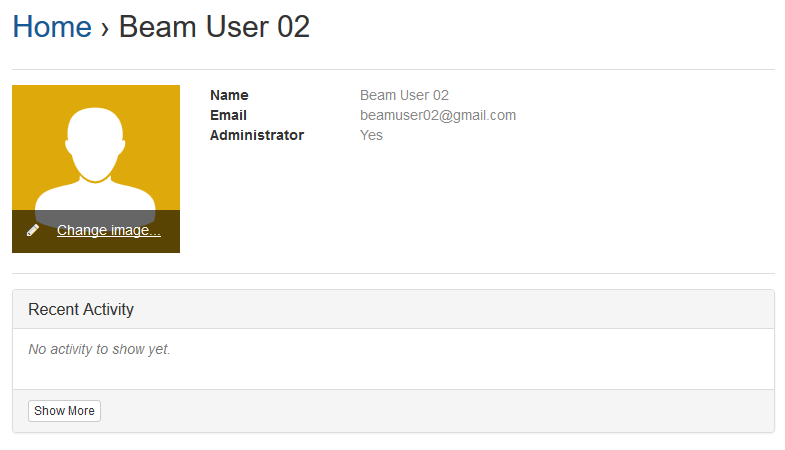 Home › Beam User 02
Name Beam User 02
Email beamuser02@gmail.com
Administrator Yes
Change image...
Recent Activity
No activity to show yet.
Show More